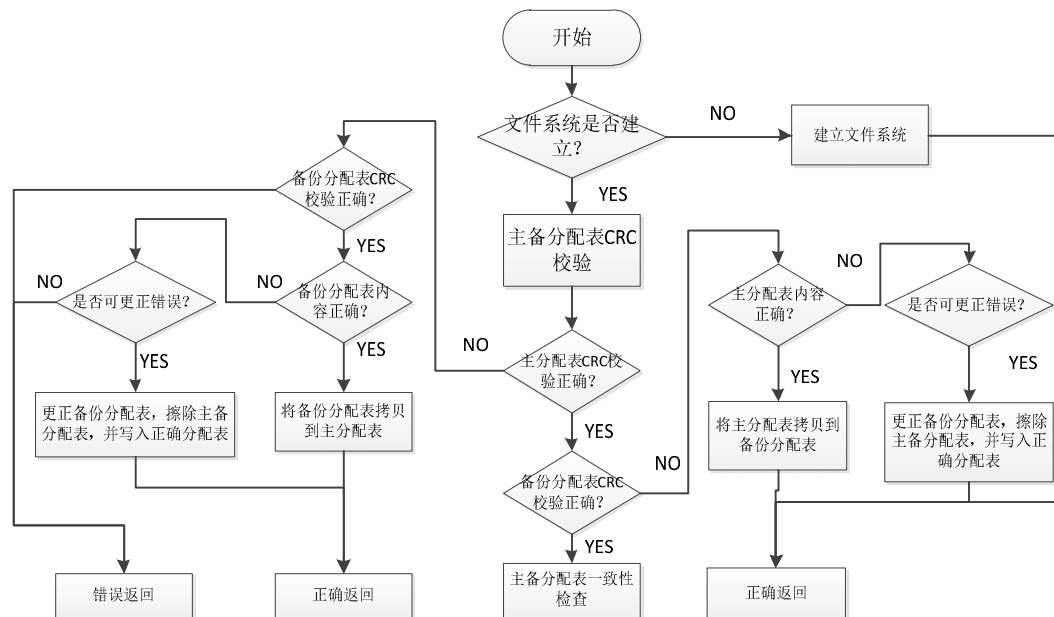 开始
文件系统是否建
立？
NO
建立文件系统
YES
主备分配表CRC
校验
备份分配表CRC
校验正确？
YES
NO
是否可更正错误？
NO
备份分配表内
容正确？
YES
YES
更正备份分配表，擦除主备
分配表，并写入正确分配表
将备份分配表拷贝
到主分配表
NO
主分配表CRC校
验正确？
YES
备份分配表CRC
校验正确？
NO
YES
主备分配表一致性
检查
主分配表内容
正确？
NO
是否可更正错误？
YES
YES
将主分配表拷贝到
备份分配表
更正备份分配表，擦除
主备分配表，并写入正
确分配表
错误返回
正确返回
正确返回